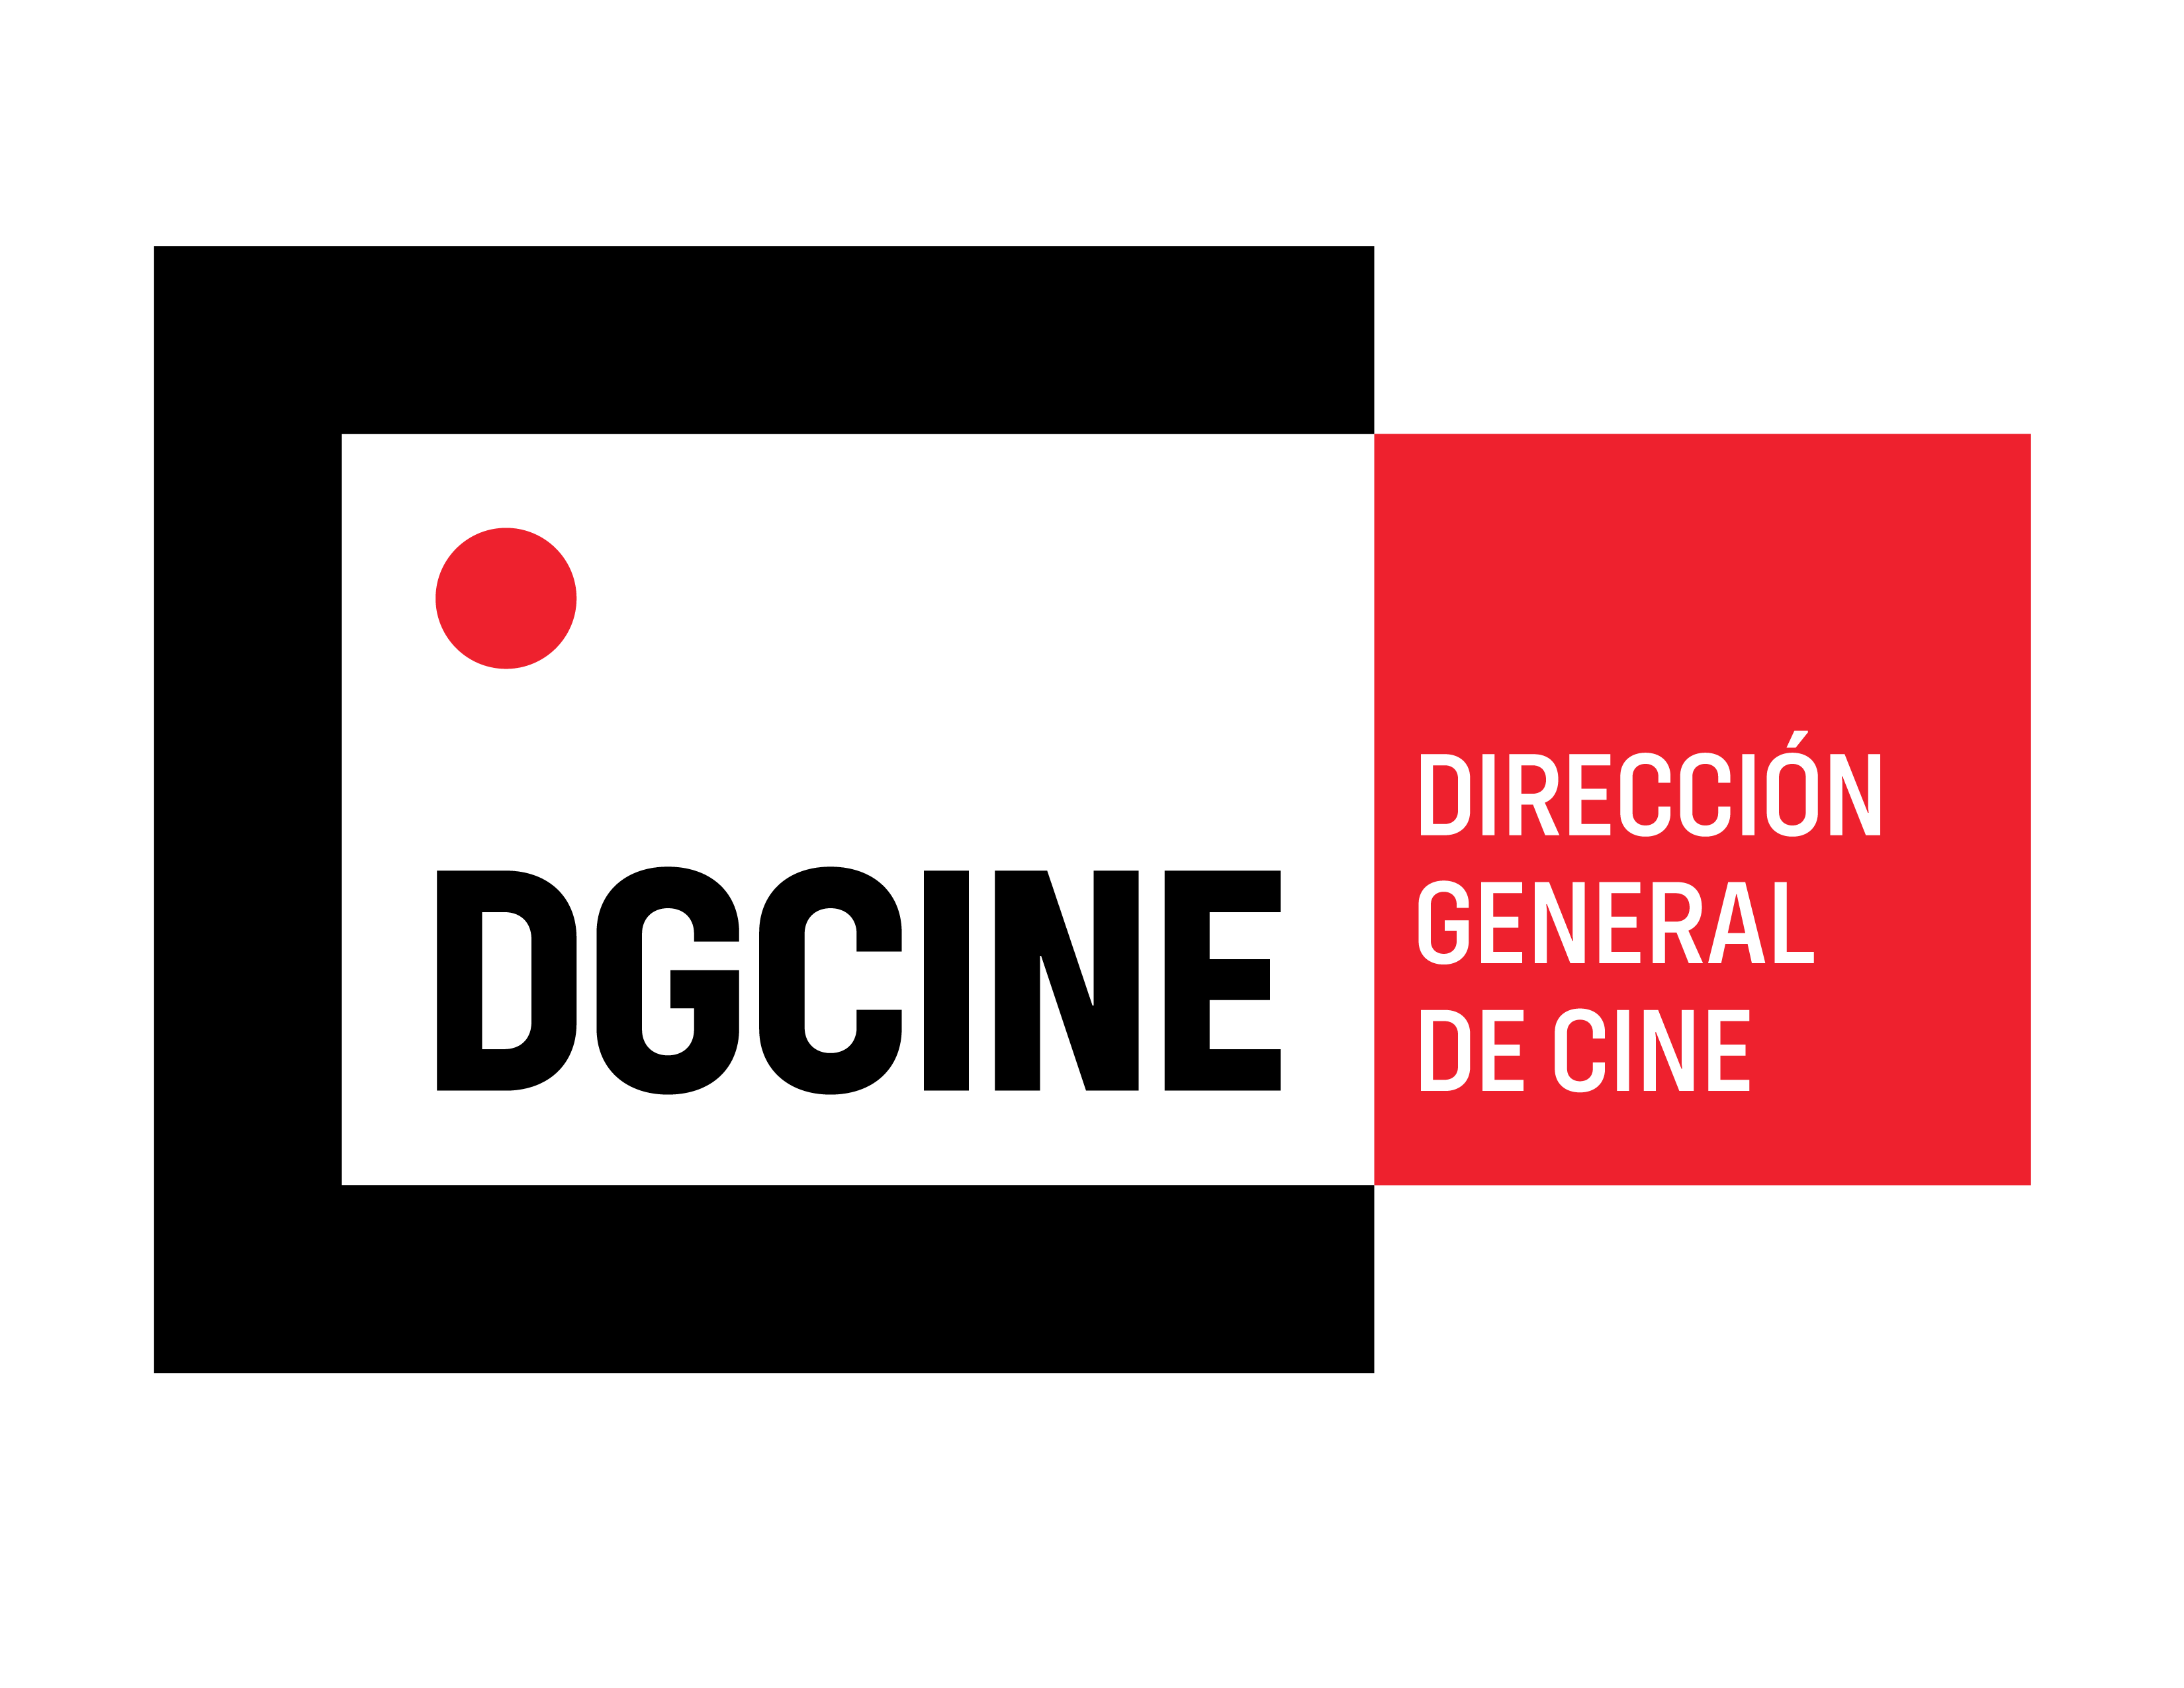 DGCINE
DIRECCIÓN
GENERAL
DE CINE